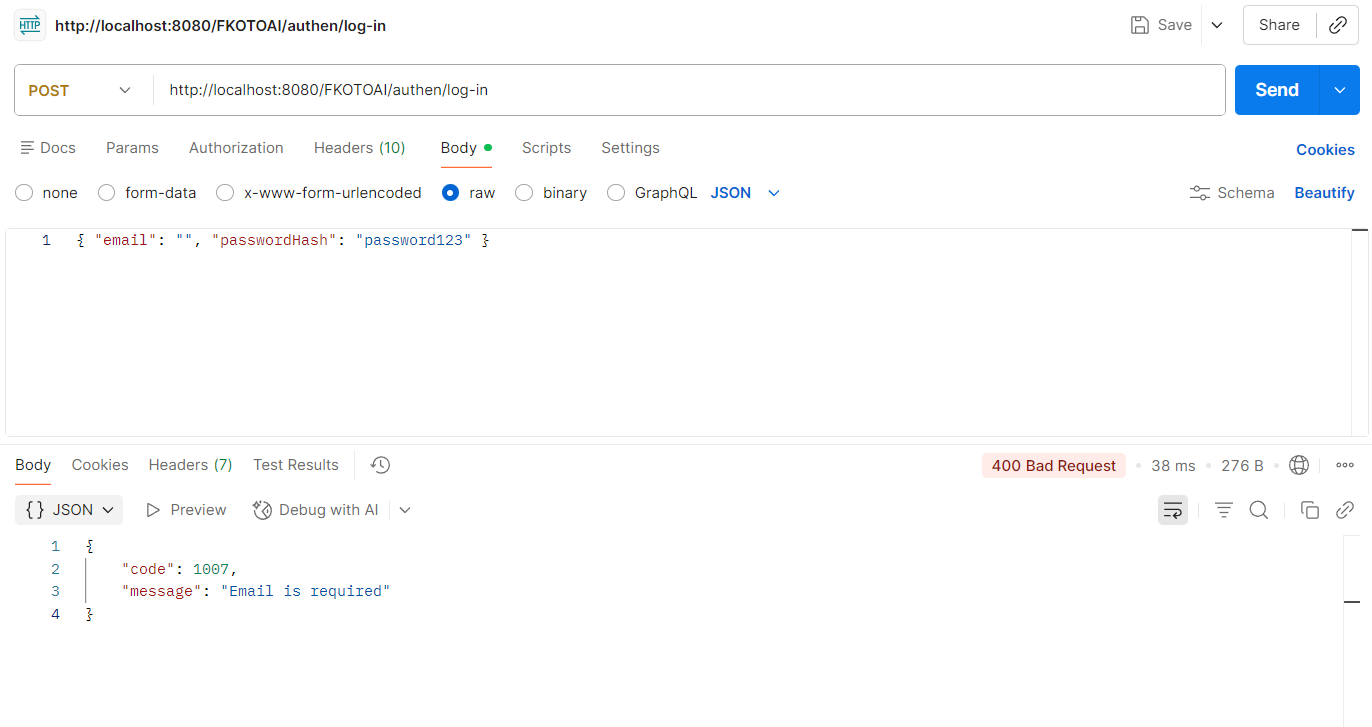 HTTP http://localhost:8080/FKOTOAI/authen/log-in Save Share
POST http://localhost:8080/FKOTOAI/authen/log-in Send
Docs Params Authorization Headers (10) Body Scripts Settings Cookies
none form-data x-www-form-urlencoded raw binary GraphQL JSON Schema Beautify
1 { "email": "", "passwordHash": "password123" }
Body Cookies Headers (7) Test Results 400 Bad Request • 38 ms • 276 B •
{} JSON Preview Debug with AI
1 {
2 "code": 1007,
3 "message": "Email is required"
4 }